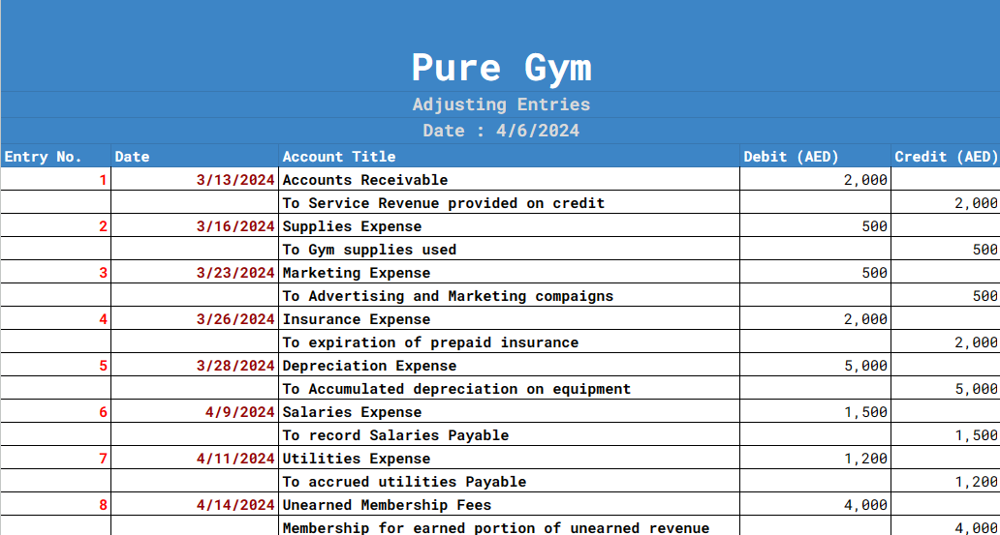 Pure Gym
Adjusting Entries
Date : 4/6/2024
Entry No. Date Account Title Debit (AED) Credit (AED)
1 3/13/2024 Accounts Receivable 2,000
To Service Revenue provided on credit 2,000
2 3/16/2024 Supplies Expense 500
To Gym supplies used 500
3 3/23/2024 Marketing Expense 500
To Advertising and Marketing compaigns 500
4 3/26/2024 Insurance Expense 2,000
To expiration of prepaid insurance 2,000
5 3/28/2024 Depreciation Expense 5,000
To Accumulated depreciation on equipment 5,000
6 4/9/2024 Salaries Expense 1,500
To record Salaries Payable 1,500
7 4/11/2024 Utilities Expense 1,200
To accrued utilities Payable 1,200
8 4/14/2024 Unearned Membership Fees 4,000
Membership for earned portion of unearned revenue 4,000